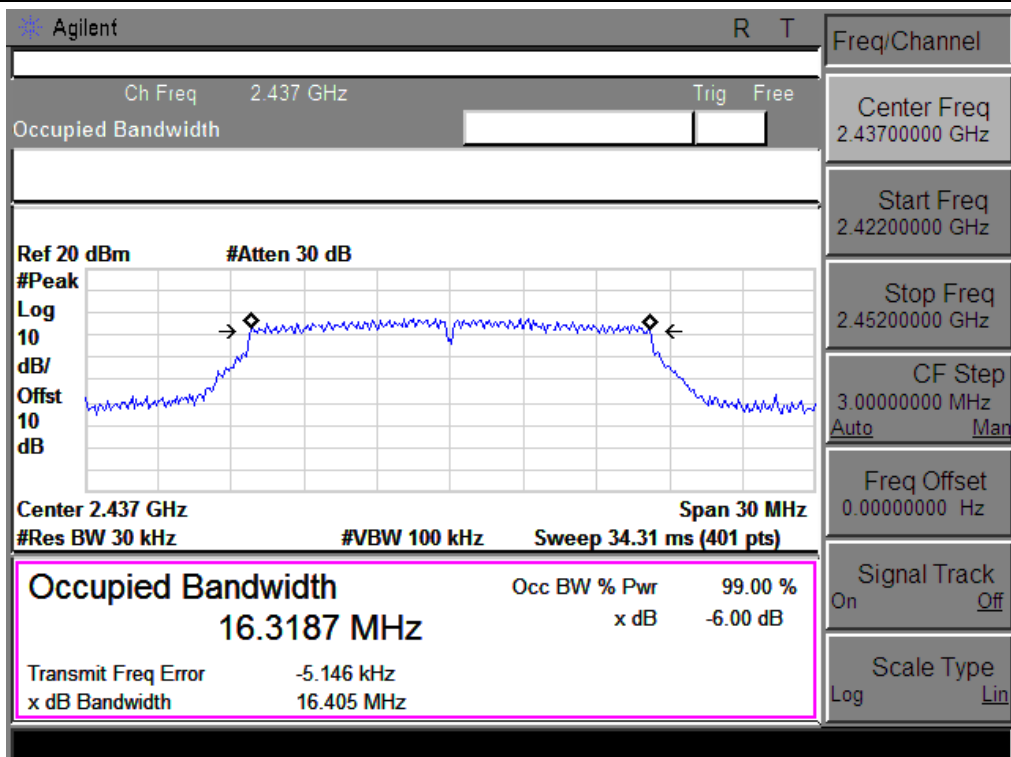 Agilent R T
Ch Freq 2.437 GHz Trig Free
Occupied Bandwidth
Ref 20 dBm #Atten 30 dB
#Peak
Log
10
dB/
Offst
10
dB
Center 2.437 GHz Span 30 MHz
#Res BW 30 kHz #VBW 100 kHz Sweep 34.31 ms (401 pts)
Occupied Bandwidth
16.3187 MHz
Occ BW % Pwr 99.00 %
x dB -6.00 dB
Transmit Freq Error -5.146 kHz
x dB Bandwidth 16.405 MHz
Freq/Channel
Center Freq
2.43700000 GHz
Start Freq
2.42200000 GHz
Stop Freq
2.45200000 GHz
CF Step
3.00000000 MHz
Auto Man
Freq Offset
0.00000000 Hz
Signal Track
On Off
Scale Type
Log Lin